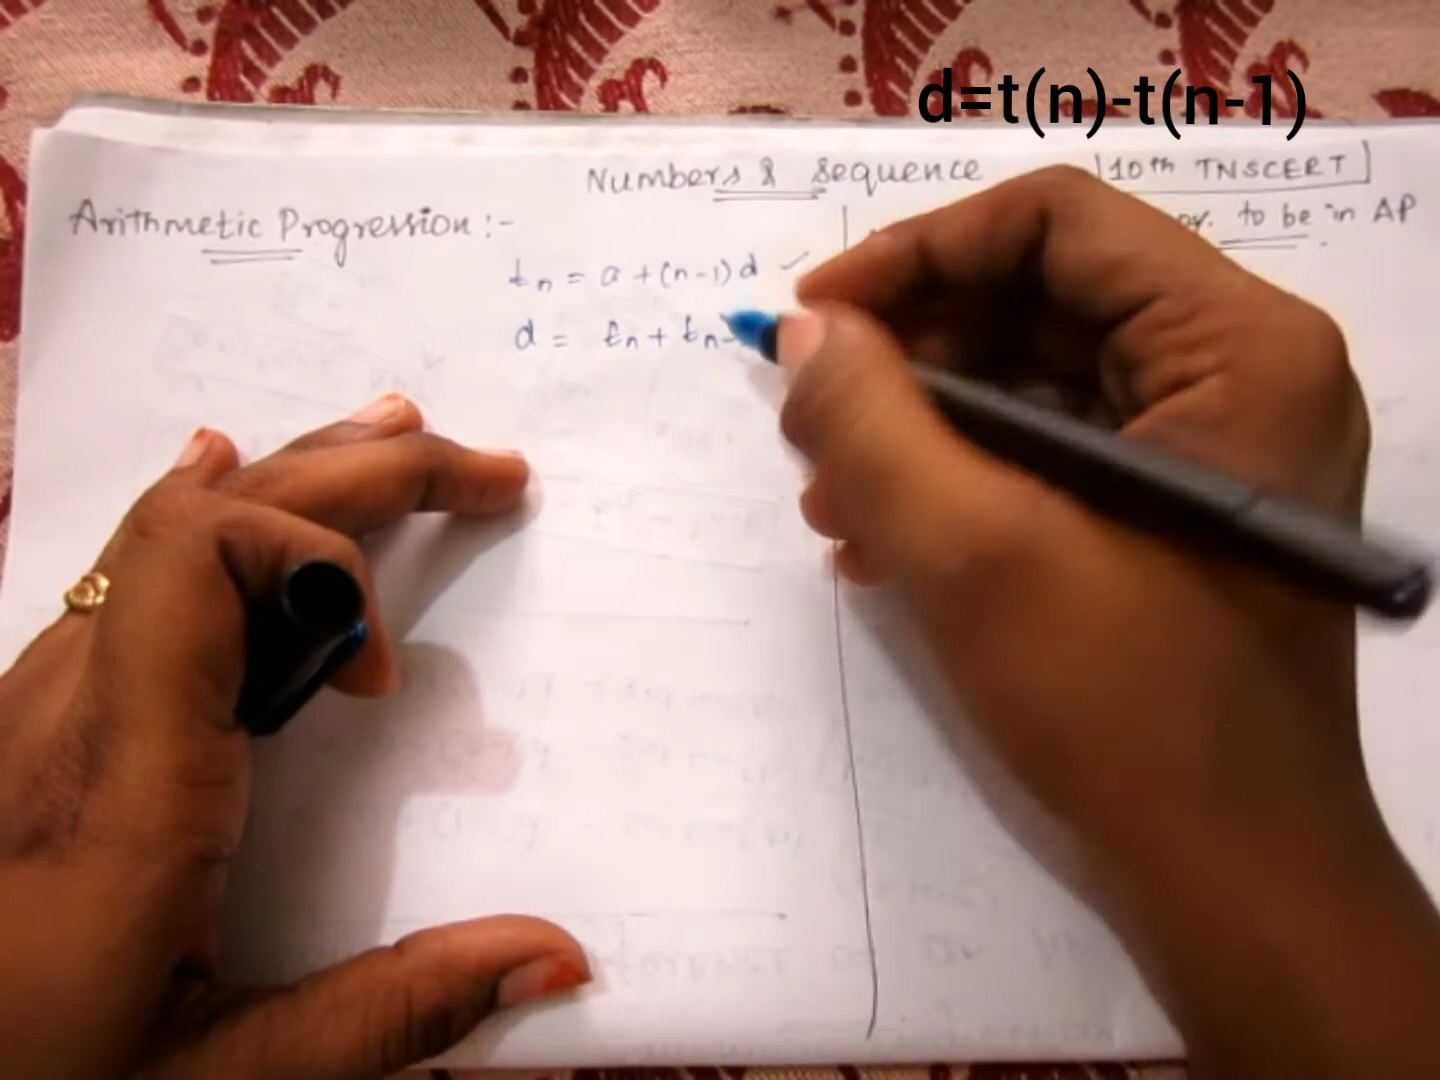 d=t(n)-t(n-1)
Numbers & Sequence
10th TNSCERT
Arithmetic Progression :-
to be in AP
tn = a + (n-1) d ✓
d = tn + tn-